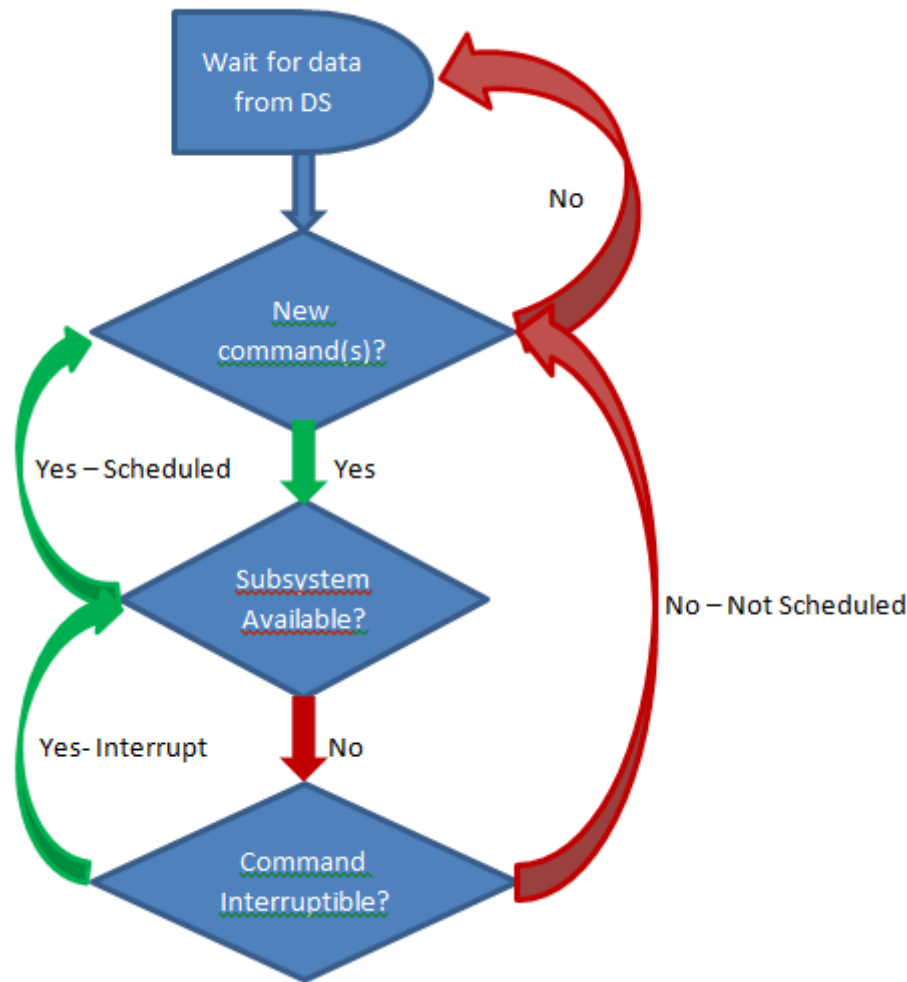 Wait for data
from DS
No
New
command(s)?
Yes – Scheduled
Yes
Subsystem
Available?
No – Not Scheduled
Yes- Interrupt
No
Command
Interruptible?